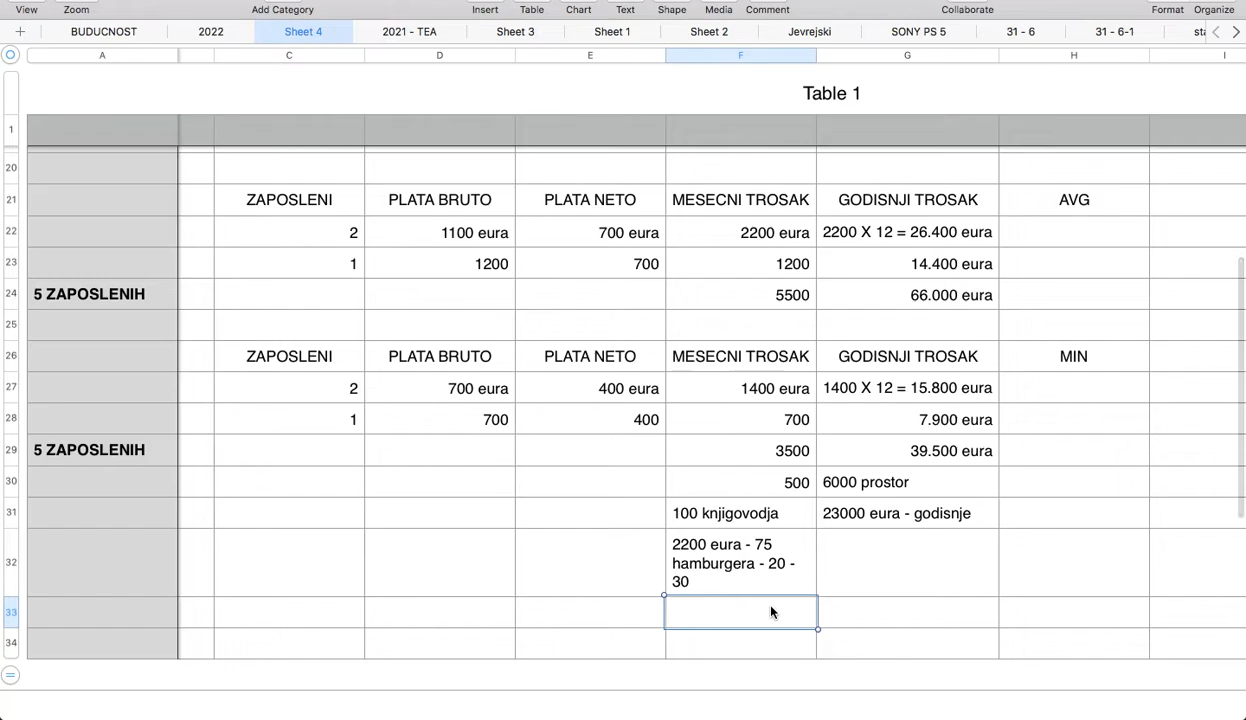 View Zoom Add Category Insert Table Chart Text Shape Media Comment Collaborate Format Organize
BUDUCNOST 2022 Sheet 4 2021 - TEA Sheet 3 Sheet 1 Sheet 2 Jevrejski SONY PS 5 31 - 6 31 - 6-1
A C D E F G H I
Table 1
1
20
21 ZAPOSLENI PLATA BRUTO PLATA NETO MESECNI TROSAK GODISNJI TROSAK AVG
22 2 1100 eura 700 eura 2200 eura 2200 X 12 = 26.400 eura
23 1 1200 700 1200 14.400 eura
24 5 ZAPOSLENIH 5500 66.000 eura
25
26 ZAPOSLENI PLATA BRUTO PLATA NETO MESECNI TROSAK GODISNJI TROSAK MIN
27 2 700 eura 400 eura 1400 eura 1400 X 12 = 15.800 eura
28 1 700 400 700 7.900 eura
29 5 ZAPOSLENIH 3500 39.500 eura
30 500 6000 prostor
31 100 knjigovodja 23000 eura - godisnje
32 2200 eura - 75
hamburgera - 20 -
30
33
34